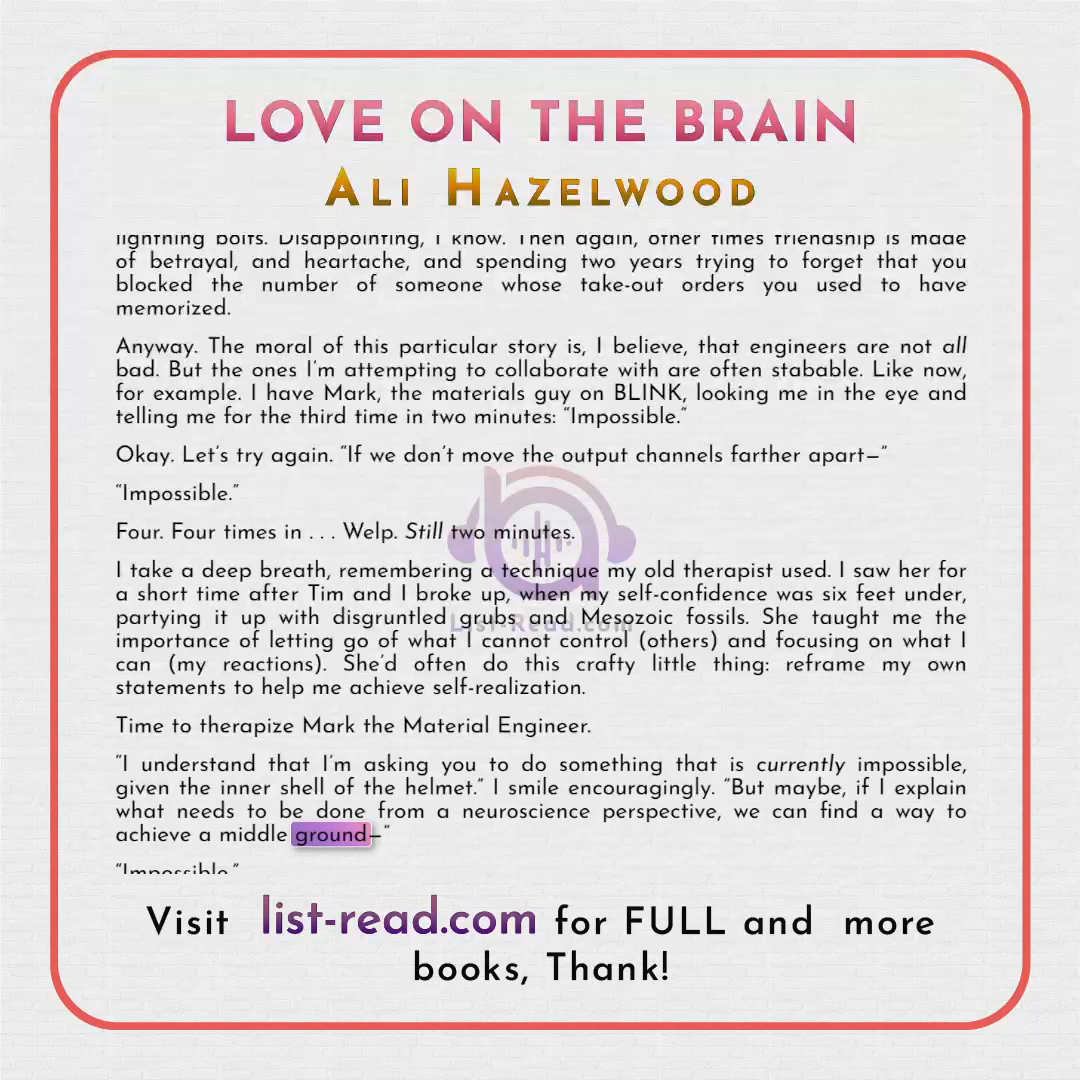 LOVE ON THE BRAIN
ALI HAZELWOOD
lightning bolts. Disappointing, I know. Then again, other times friendship is made
of betrayal, and heartache, and spending two years trying to forget that you
blocked the number of someone whose take-out orders you used to have
memorized.
Anyway. The moral of this particular story is, I believe, that engineers are not all
bad. But the ones I'm attempting to collaborate with are often stabable. Like now,
for example. I have Mark, the materials guy on BLINK, looking me in the eye and
telling me for the third time in two minutes: “Impossible.”
Okay. Let's try again. “If we don't move the output channels farther apart—”
“Impossible.”
Four. Four times in . . . Welp. Still two minutes.
I take a deep breath, remembering a technique my old therapist used. I saw her for
a short time after Tim and I broke up, when my self-confidence was six feet under,
partying it up with disgruntled grubs and Mesozoic fossils. She taught me the
importance of letting go of what I cannot control (others) and focusing on what I
can (my reactions). She'd often do this crafty little thing: reframe my own
statements to help me achieve self-realization.
Time to therapize Mark the Material Engineer.
“I understand that I'm asking you to do something that is currently impossible,
given the inner shell of the helmet.” I smile encouragingly. “But maybe, if I explain
what needs to be done from a neuroscience perspective, we can find a way to
achieve a middle ground—”
“Impossible.”
List-Read.com
Visit list-read.com for FULL and more
books, Thank!